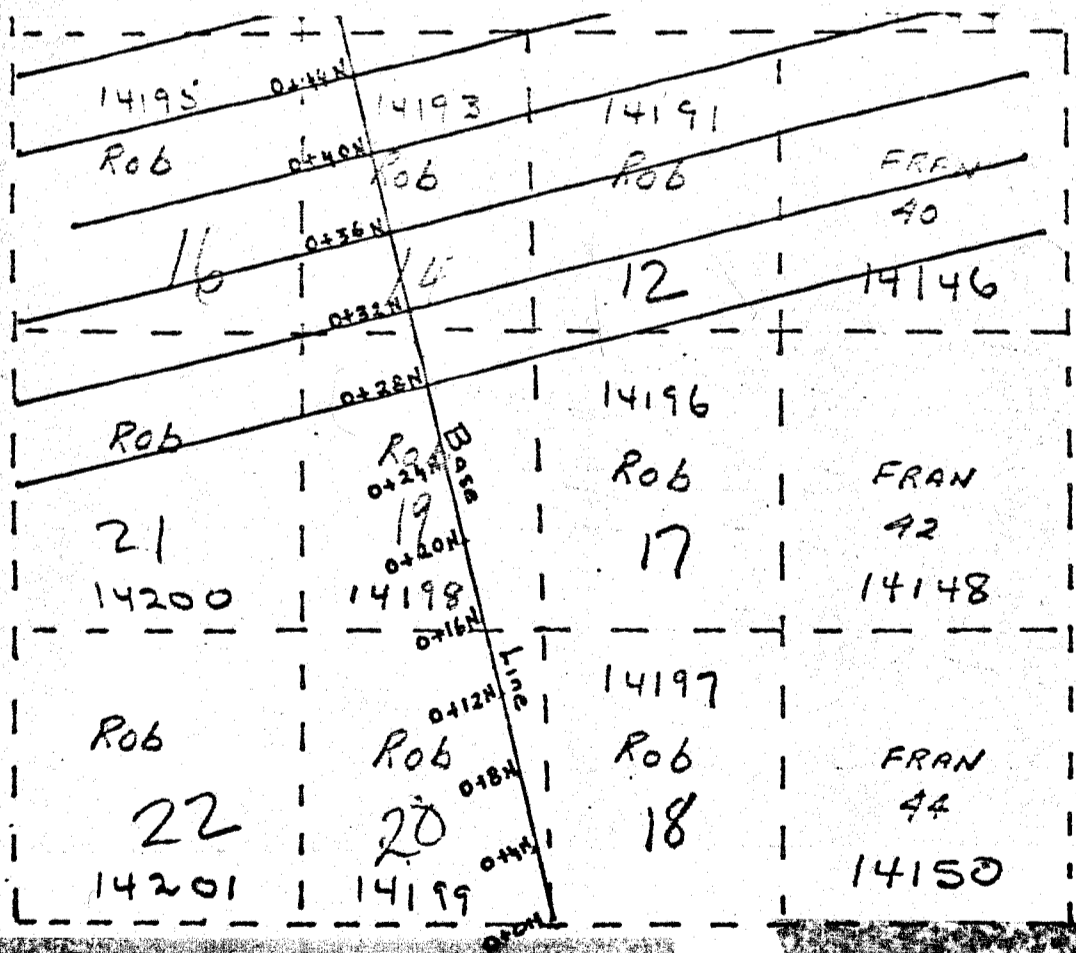 14195
Rob
16
14193
Rob
14191
Rob
12
FRAN
40
14146
0+44N
0+40N
0+36N
0+32N
0+28N
Rob
21
14200
19
14198
14196
Rob
17
FRAN
42
14148
Base
Line
0+24N
0+20N
0+16N
0+12N
0+8N
0+4N
0+0N
Rob
22
14201
Rob
20
14199
14197
Rob
18
FRAN
44
14150